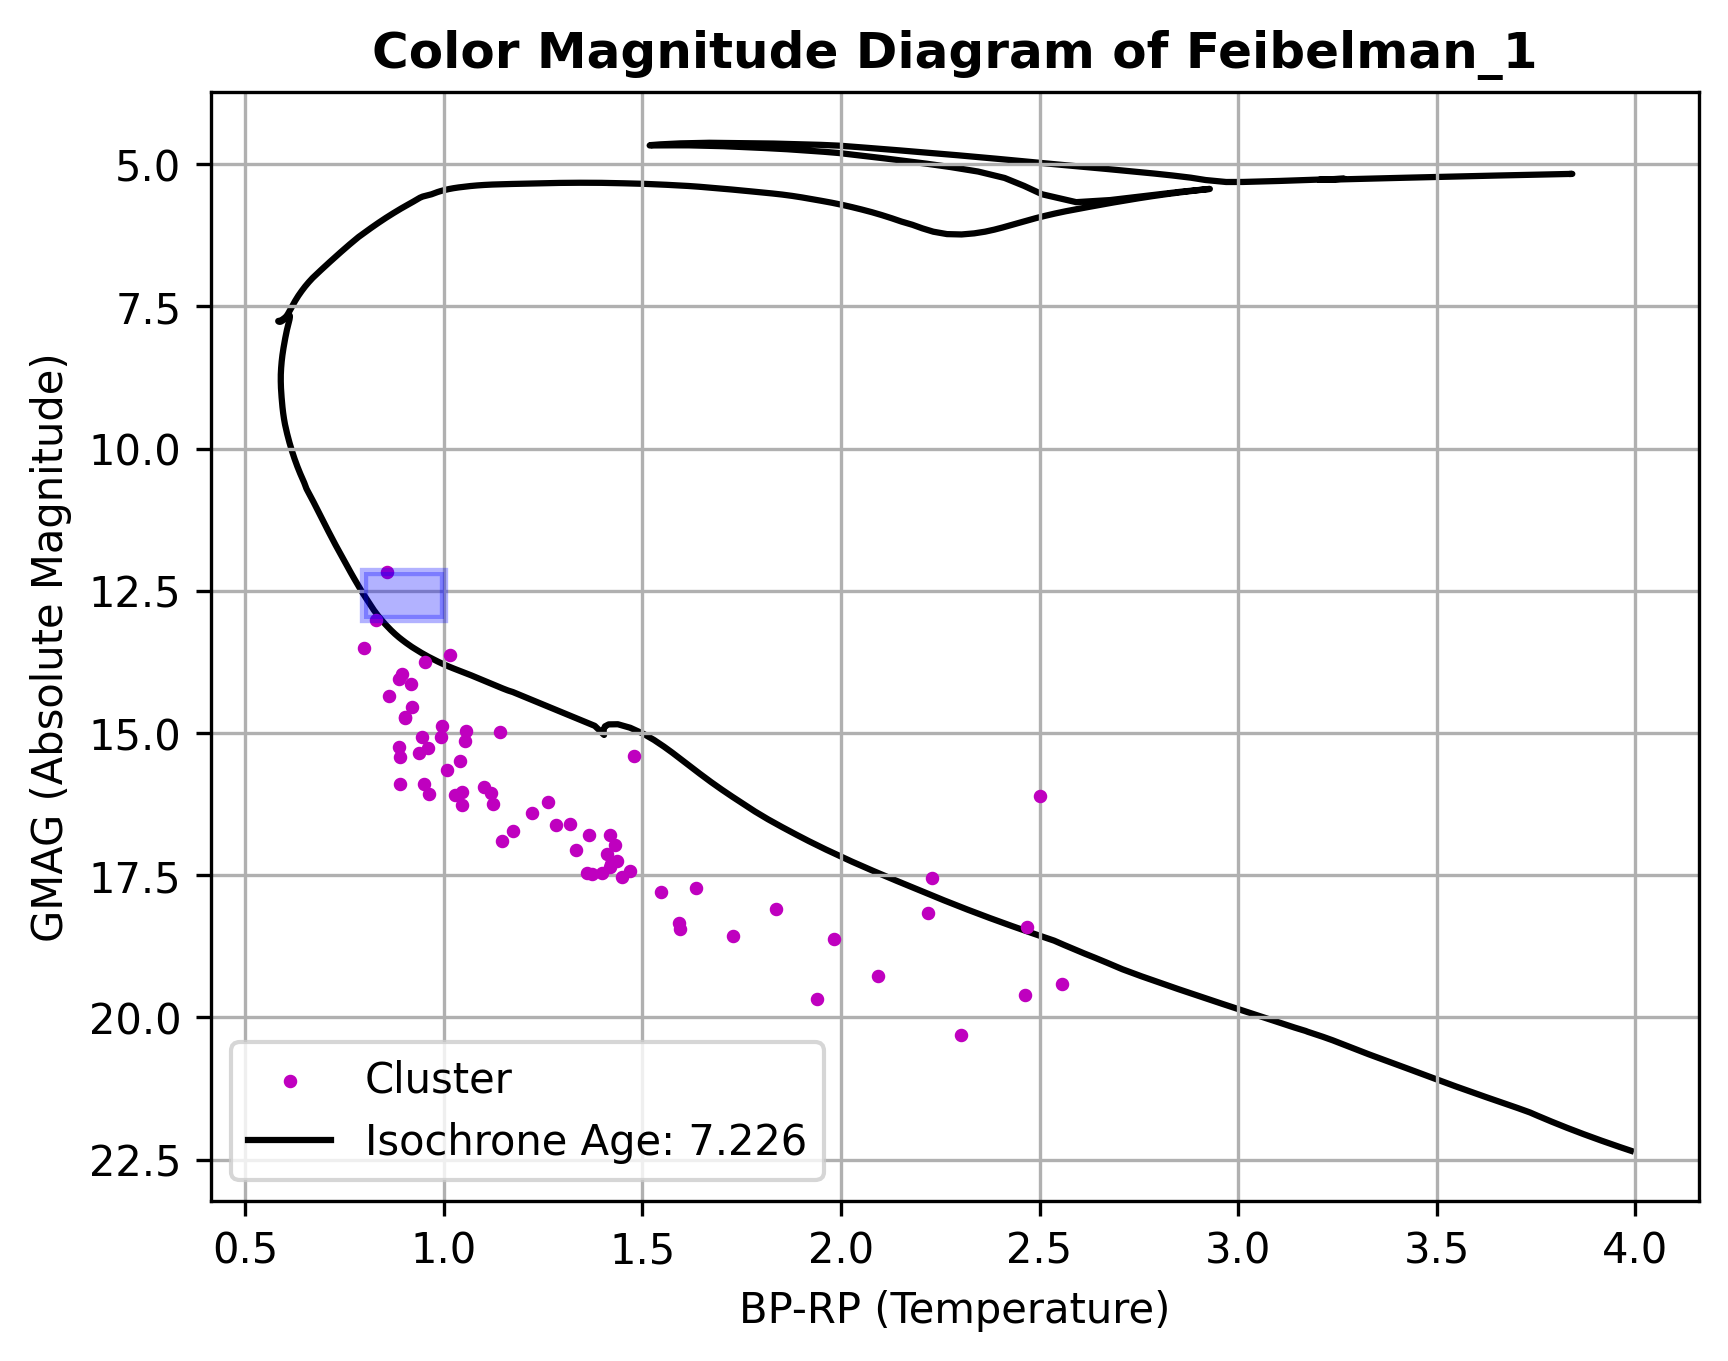 Color Magnitude Diagram of Feibelman_1
GMAG (Absolute Magnitude)
5.0
7.5
10.0
12.5
15.0
17.5
20.0
22.5
Cluster
Isochrone Age: 7.226
0.5 1.0 1.5 2.0 2.5 3.0 3.5 4.0
BP-RP (Temperature)